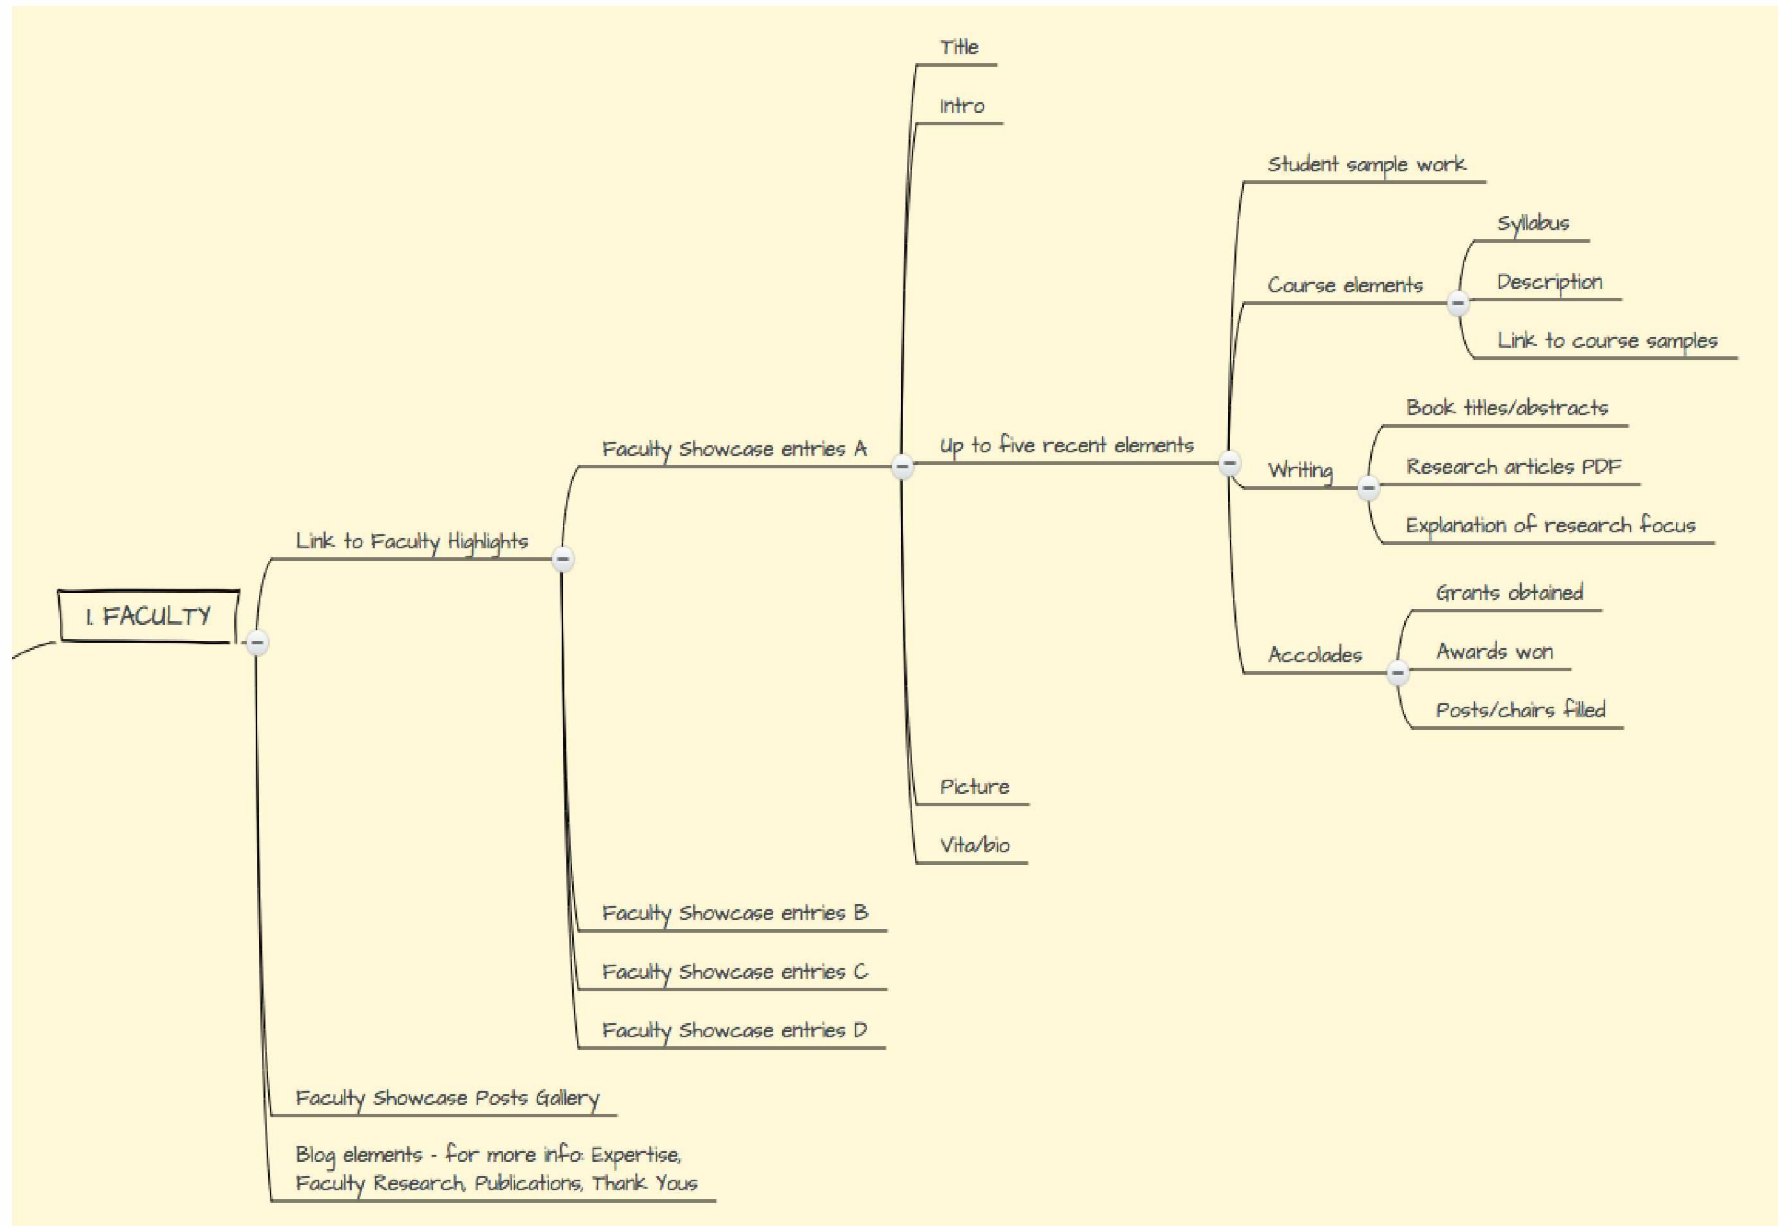 Title
Intro
Student sample work
Syllabus
Course elements
Description
Link to course samples
Book titles/abstracts
Faculty Showcase entries A
Up to five recent elements
Writing
Research articles PDF
Explanation of research focus
Link to Faculty Highlights
Grants obtained
1. FACULTY
Accolades
Awards won
Posts/chairs filled
Picture
Vita/bio
Faculty Showcase entries B
Faculty Showcase entries C
Faculty Showcase entries D
Faculty Showcase Posts Gallery
Blog elements - for more info: Expertise,
Faculty Research, Publications, Thank Yous